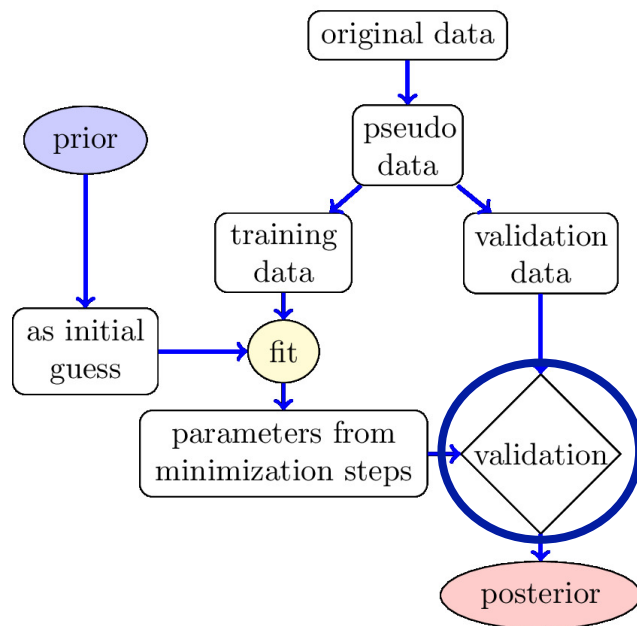 original data
pseudo
data
prior
training
data
validation
data
as initial
guess
fit
parameters from
minimization steps
validation
posterior